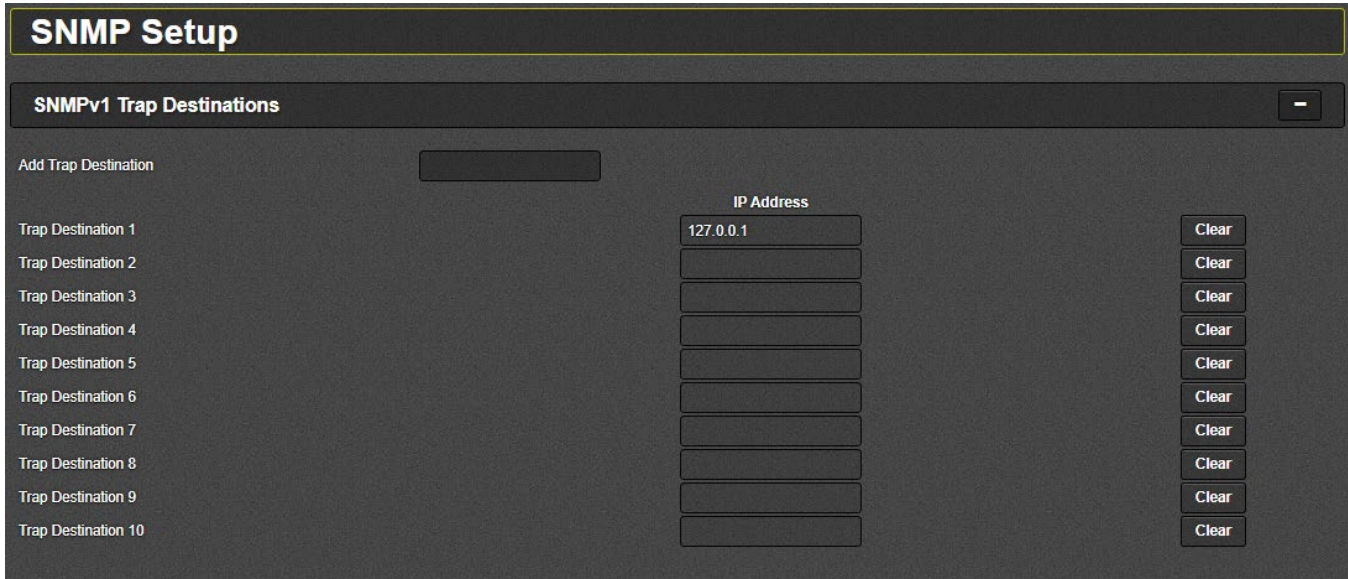 SNMP Setup
SNMPv1 Trap Destinations
Add Trap Destination
IP Address
Trap Destination 1 127.0.0.1 Clear
Trap Destination 2 Clear
Trap Destination 3 Clear
Trap Destination 4 Clear
Trap Destination 5 Clear
Trap Destination 6 Clear
Trap Destination 7 Clear
Trap Destination 8 Clear
Trap Destination 9 Clear
Trap Destination 10 Clear